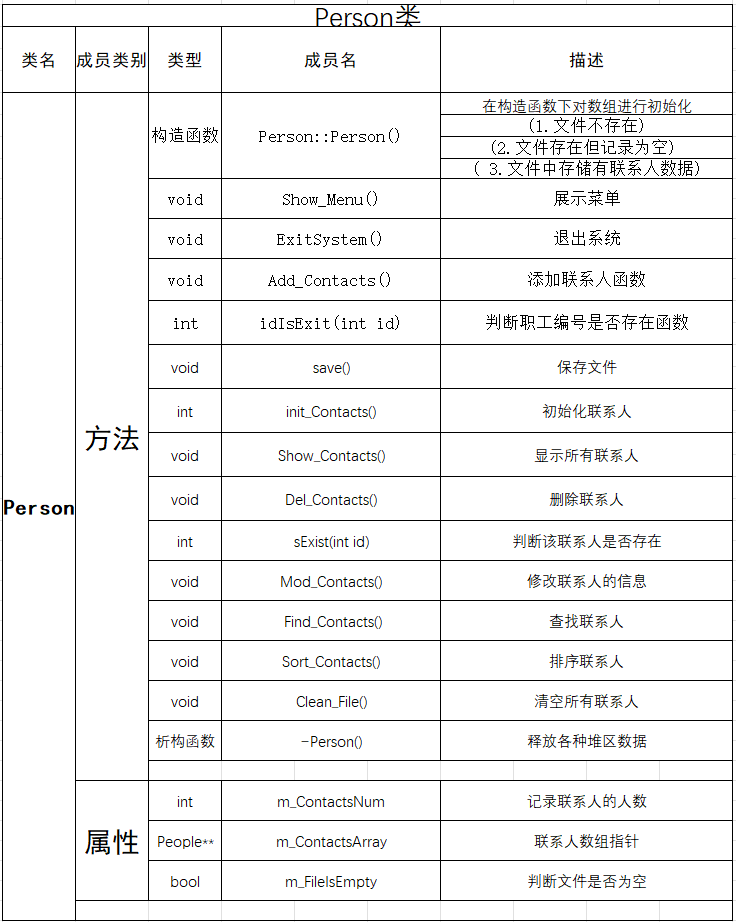 Person类
类名 成员类别 类型 成员名 描述
Person 方法 构造函数 Person::Person() 在构造函数下对数组进行初始化
(1.文件不存在)
(2.文件存在但记录为空)
( 3.文件中存储有联系人数据)
void Show_Menu() 展示菜单
void ExitSystem() 退出系统
void Add_Contacts() 添加联系人函数
int idIsExit(int id) 判断职工编号是否存在函数
void save() 保存文件
int init_Contacts() 初始化联系人
void Show_Contacts() 显示所有联系人
void Del_Contacts() 删除联系人
int sExist(int id) 判断该联系人是否存在
void Mod_Contacts() 修改联系人的信息
void Find_Contacts() 查找联系人
void Sort_Contacts() 排序联系人
void Clean_File() 清空所有联系人
析构函数 ~Person() 释放各种堆区数据
属性 int m_ContactsNum 记录联系人的人数
People** m_ContactsArray 联系人数组指针
bool m_FileIsEmpty 判断文件是否为空